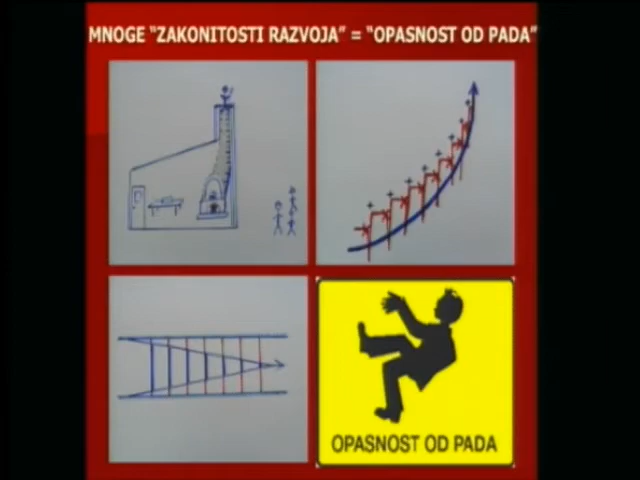 MNOGE “ZAKONITOSTI RAZVOJA” = “OPASNOST OD PADA”
OPASNOST OD PADA